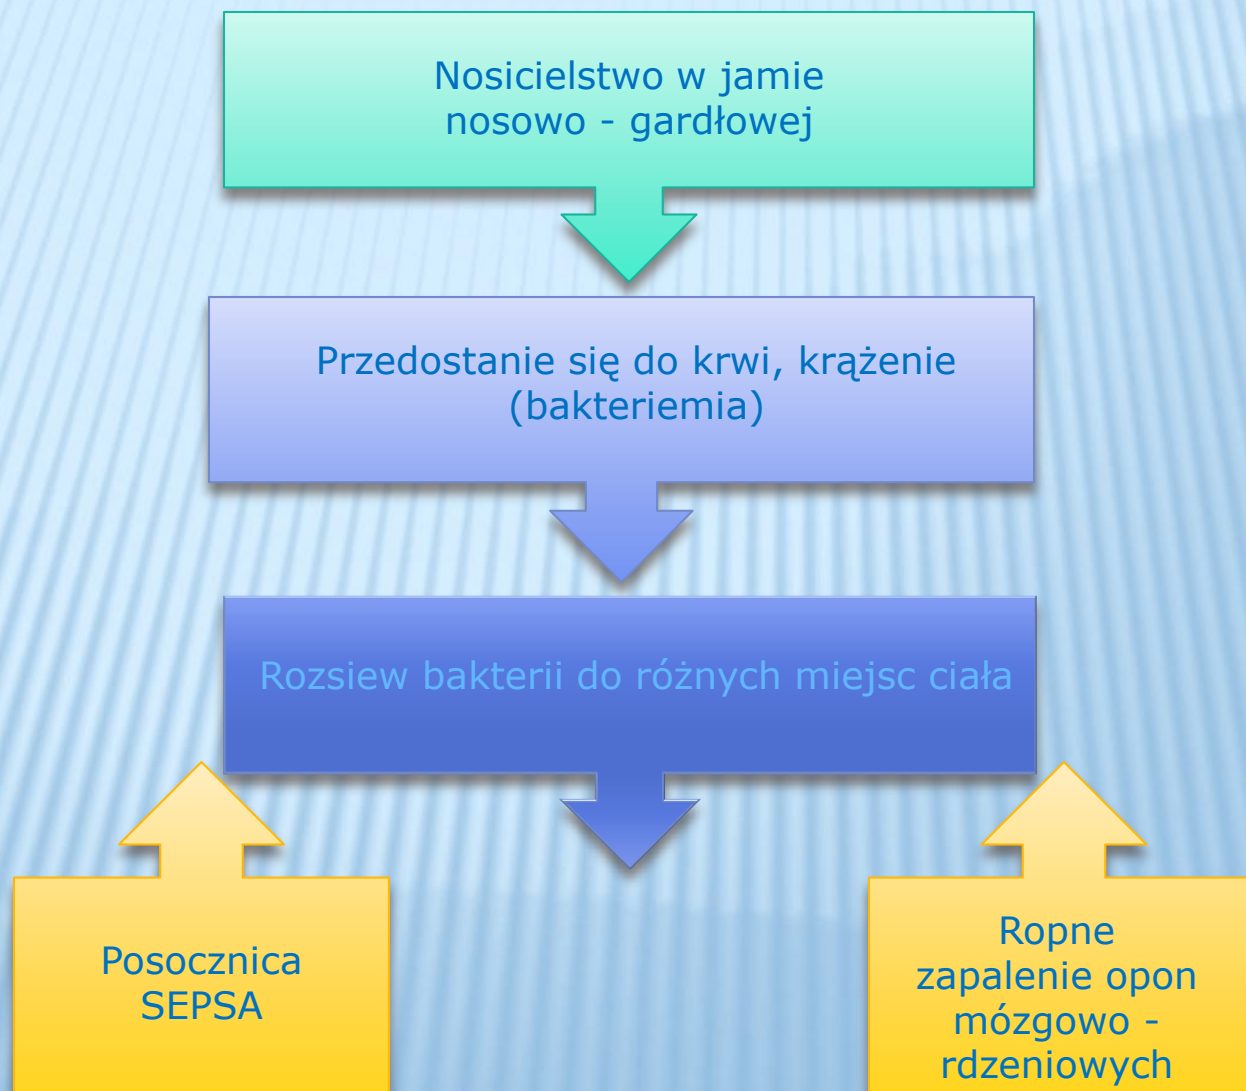 Nosicielstwo w jamie
nosowo - gardłowej
Przedostanie się do krwi, krążenie
(bakteriemia)
Rozsiew bakterii do różnych miejsc ciała
Posocznica
SEPSA
Ropne
zapalenie opon
mózgowo -
rdzeniowych